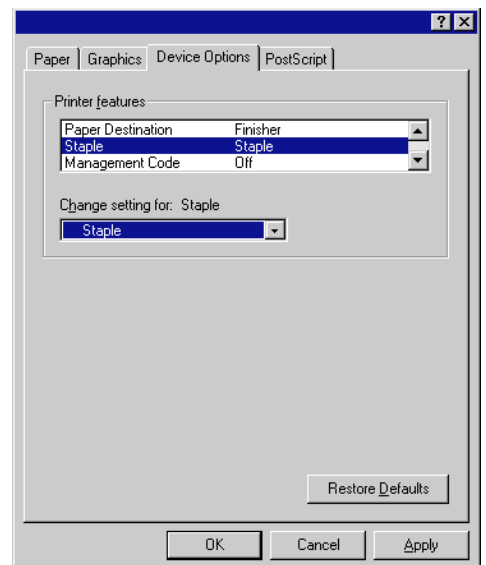 ? X
Paper Graphics Device Options PostScript
Printer features
Paper Destination Finisher
Staple Staple
Management Code Off
Change setting for: Staple
Staple
Restore Defaults
OK Cancel Apply